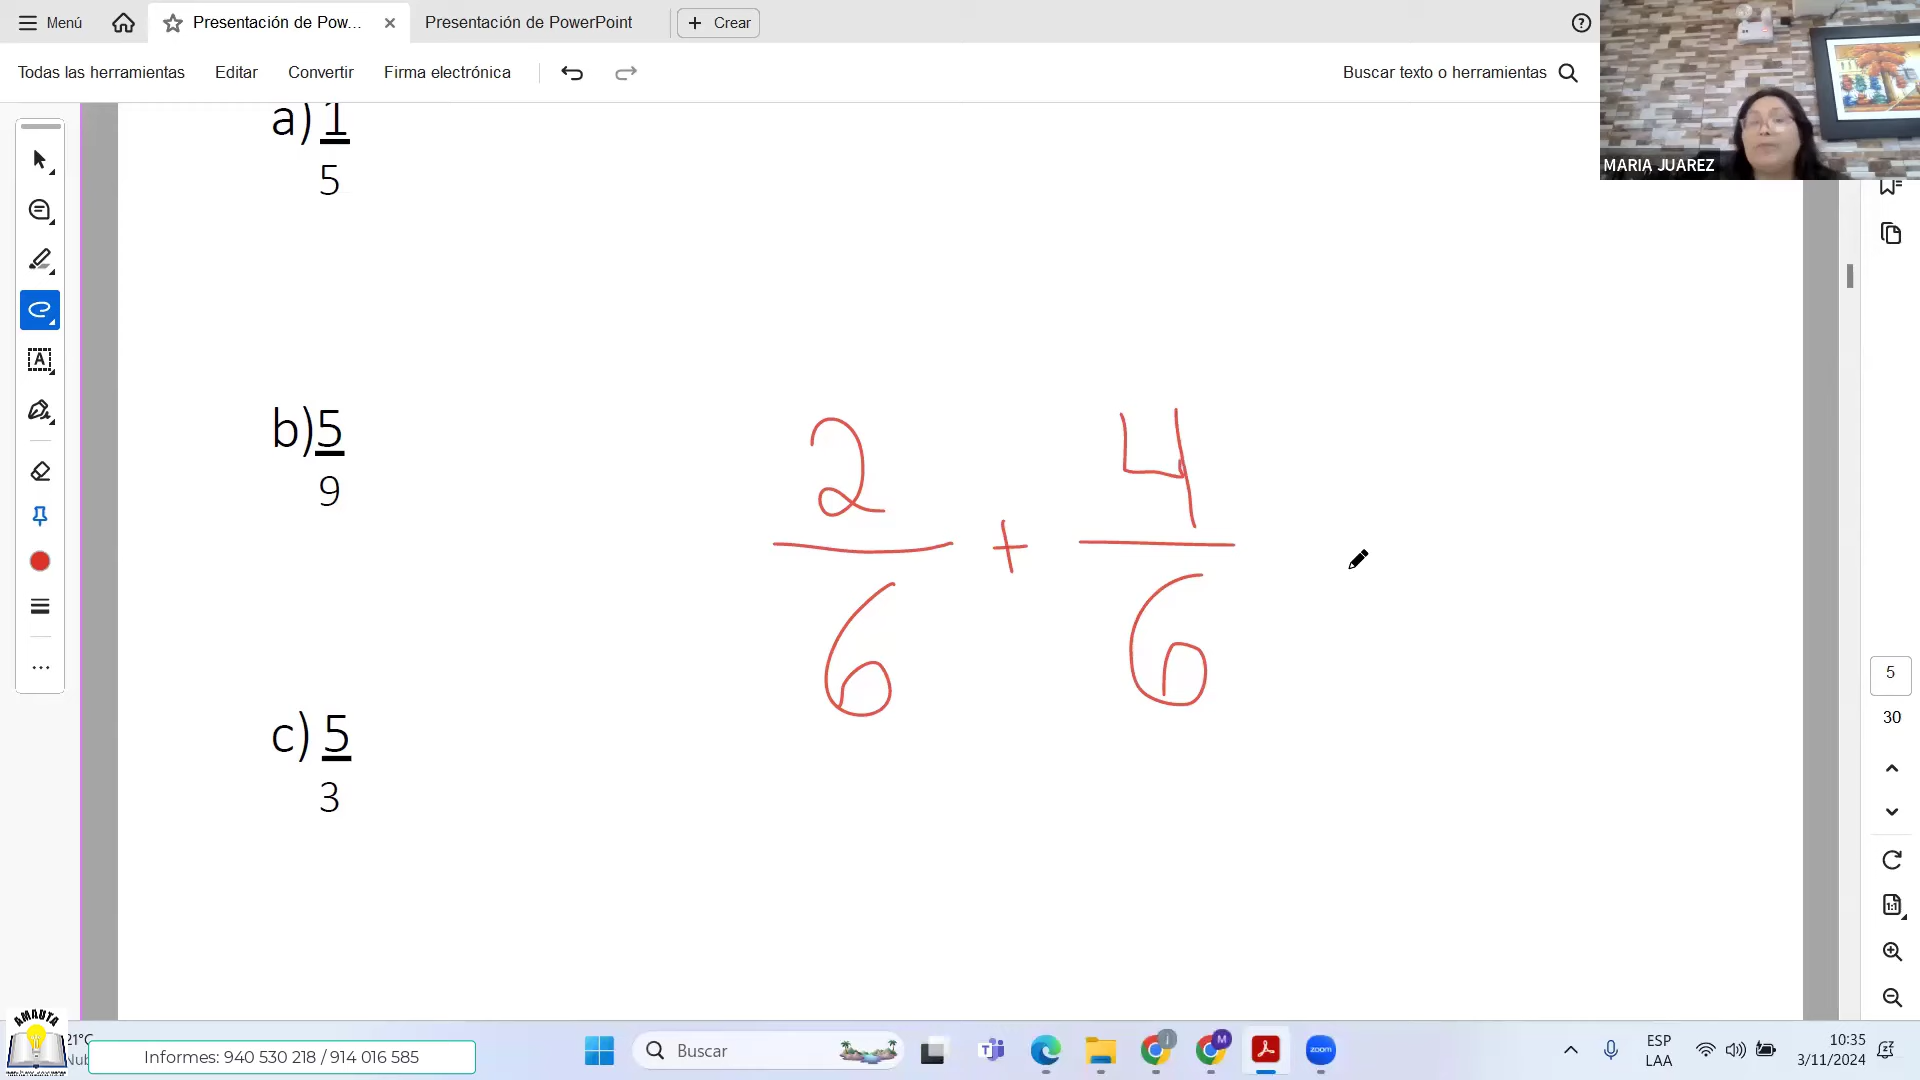 Menú
Presentación de Pow...
Presentación de PowerPoint
Crear
Todas las herramientas
Editar
Convertir
Firma electrónica
Buscar texto o herramientas
MARIA JUAREZ
a) 1
5
b) 5
9
2 + 4
6 6
c) 5
3
5
30
AMAUTA
21°C
Informes: 940 530 218 / 914 016 585
Buscar
zoom
ESP
LAA
10:35
3/11/2024